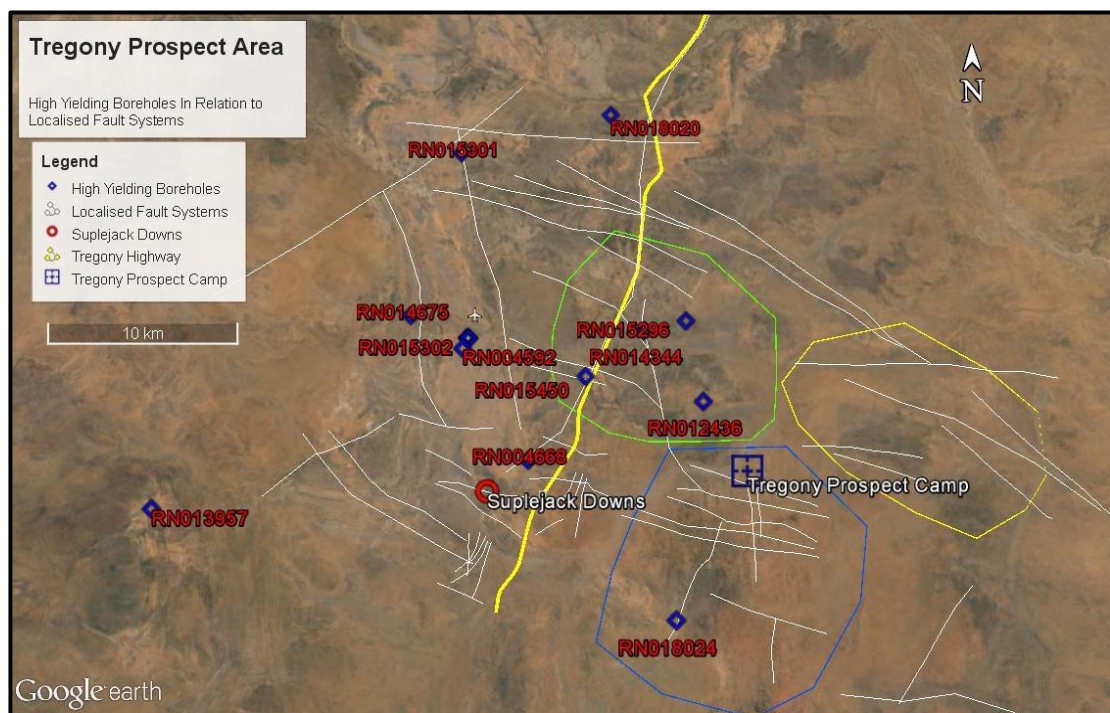 Tregony Prospect Area
High Yielding Boreholes In Relation to
Localised Fault Systems
Legend
High Yielding Boreholes
Localised Fault Systems
Suplejack Downs
Tregony Highway
Tregony Prospect Camp
10 km
N
RN018020
RN015301
RN014675
RN015296
RN015302
RN004592
RN014344
RN015450
RN012436
RN004668
Tregony Prospect Camp
Suplejack Downs
RN013957
RN018024
Google earth